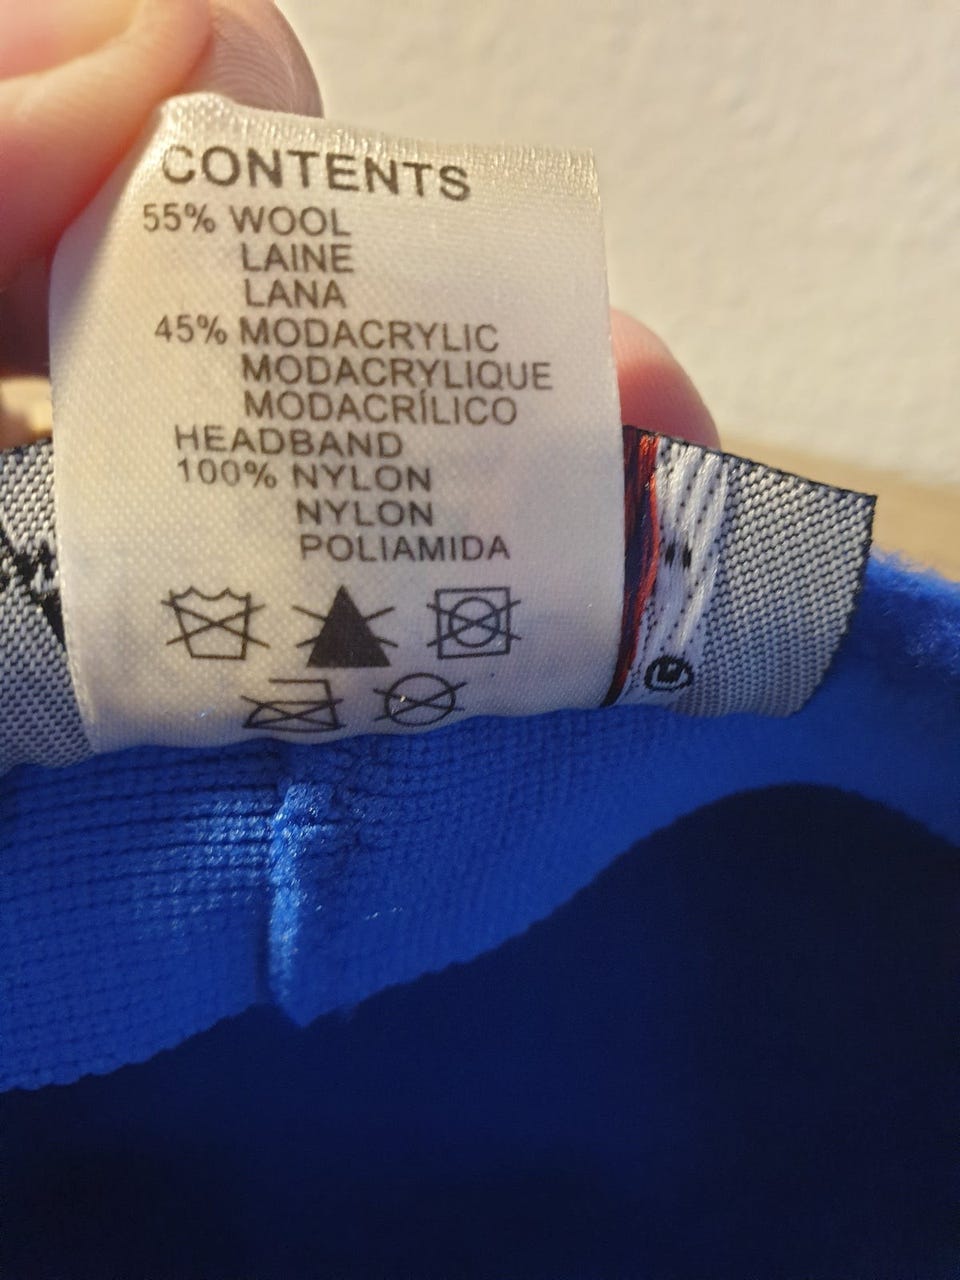 CONTENTS
55% WOOL
LAINE
LANA
45% MODACRYLIC
MODACRYLIQUE
MODACRÍLICO
HEADBAND
100% NYLON
NYLON
POLIAMIDA